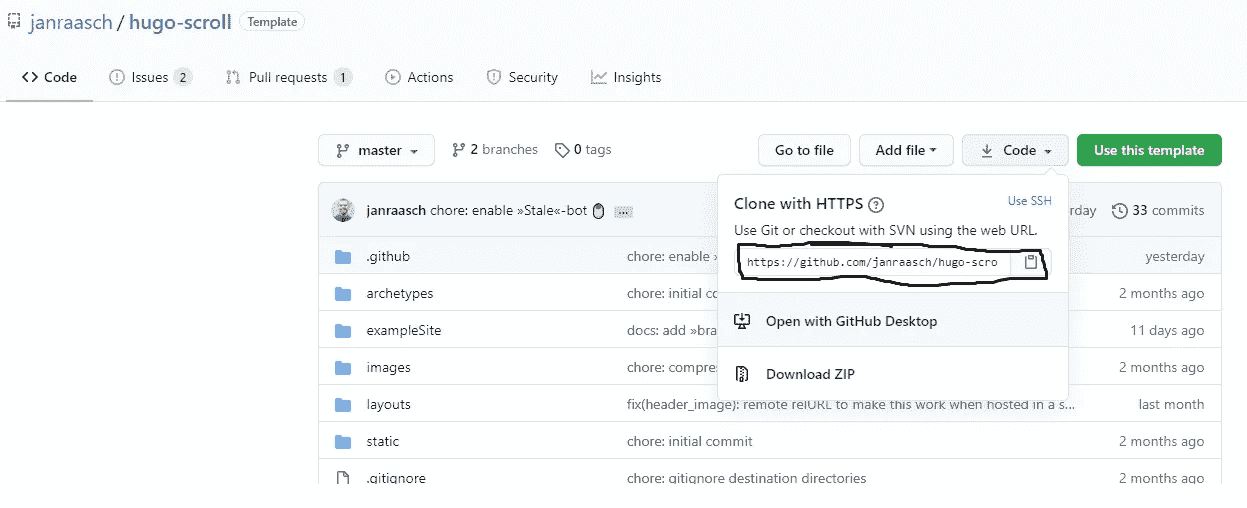 janraasch / hugo-scroll Template
Code Issues 2 Pull requests 1 Actions Security Insights
master 2 branches 0 tags Go to file Add file Code Use this template
janraasch chore: enable »Stale«-bot ... rday 33 commits
Clone with HTTPS ? Use SSH
Use Git or checkout with SVN using the web URL.
https://github.com/janraasch/hugo-scro
Open with GitHub Desktop
Download ZIP
.github chore: enable » yesterday
archetypes chore: initial co 2 months ago
exampleSite docs: add »bra 11 days ago
images chore: compres 2 months ago
layouts fix(header_image): remote relURL to make this work when hosted in a s... last month
static chore: initial commit 2 months ago
.gitignore chore: gitignore destination directories 2 months ago